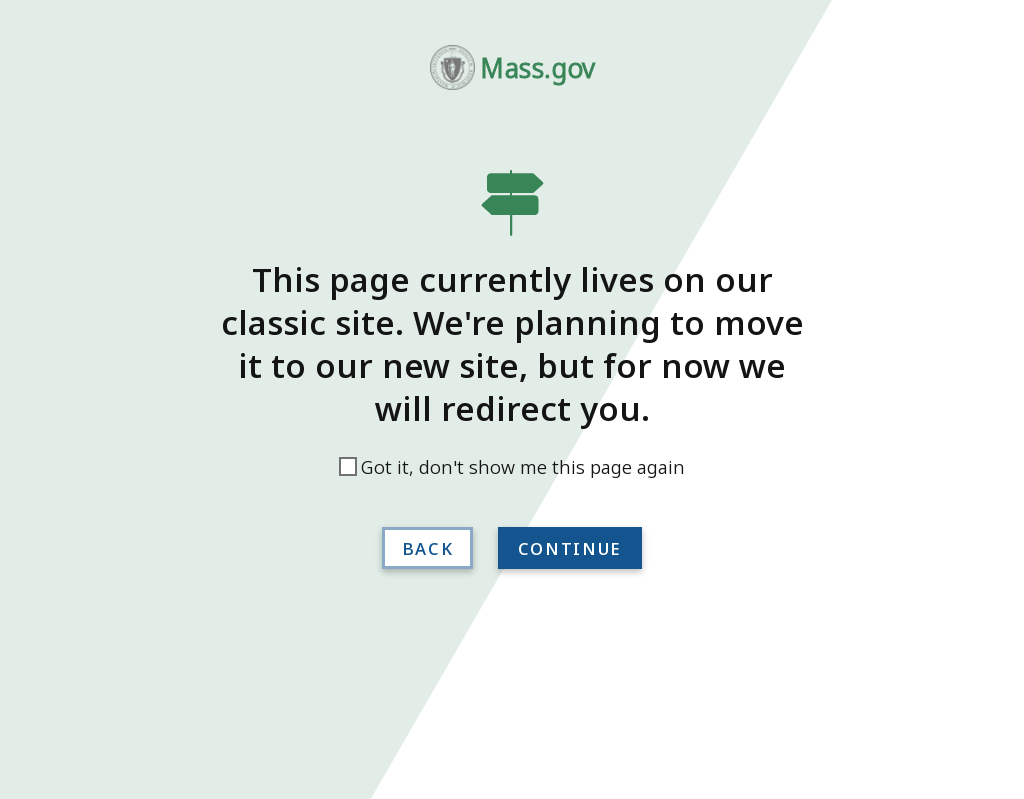 Mass.gov
This page currently lives on our
classic site. We're planning to move
it to our new site, but for now we
will redirect you.
Got it, don't show me this page again
BACK CONTINUE